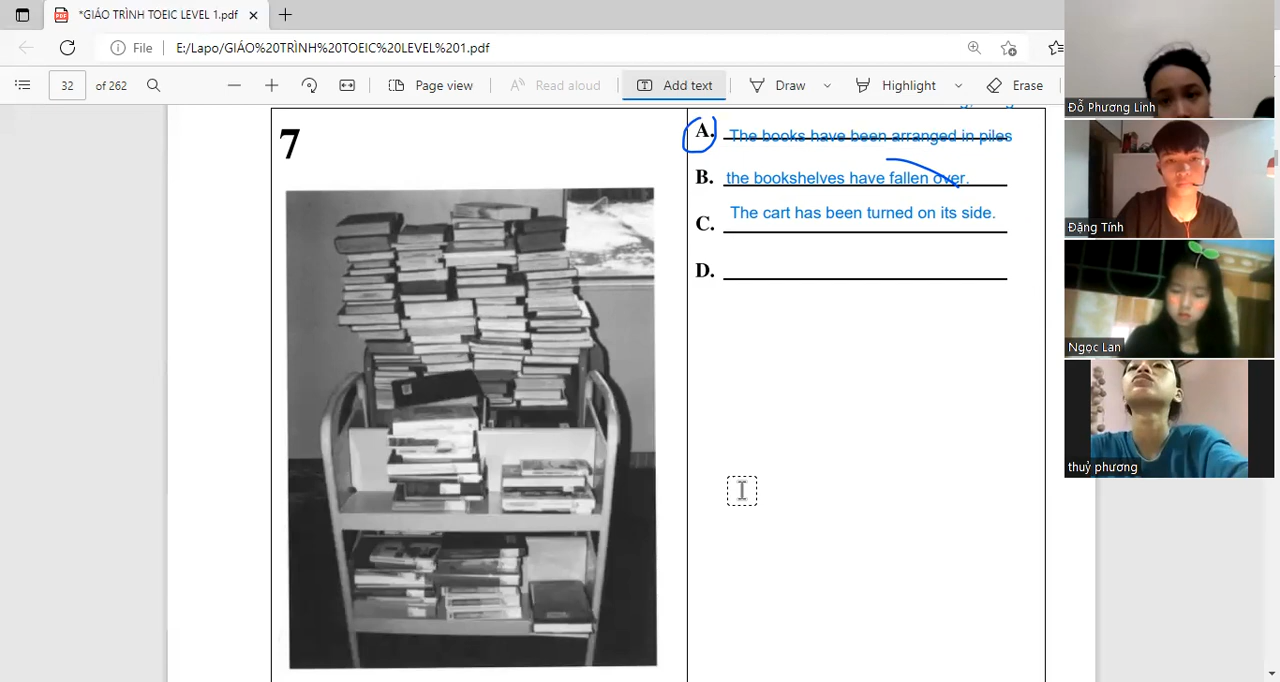 *GIÁO TRÌNH TOEIC LEVEL 1.pdf
File E:/Lapo/GIÁO%20TRÌNH%20TOEIC%20LEVEL%201.pdf
32 of 262 Page view Read aloud Add text Draw Highlight Erase
7
A. The books have been arranged in piles
B. the bookshelves have fallen over.
C. The cart has been turned on its side.
D.
Đỗ Phương Linh
Đặng Tính
Ngọc Lan
thuỷ phương